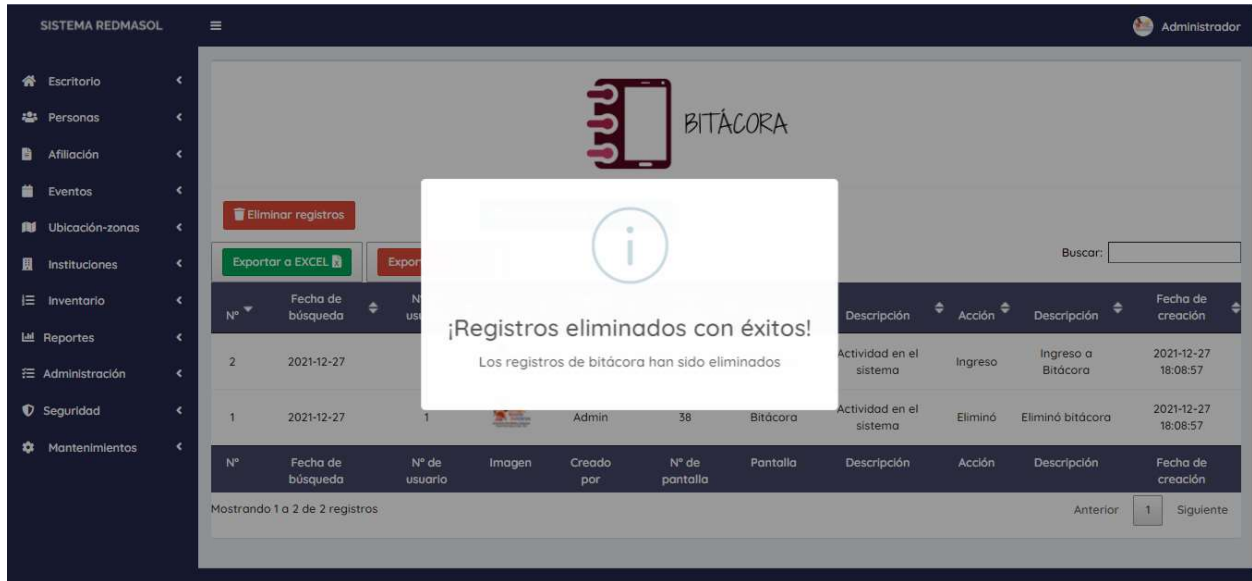 SISTEMA REDMASOL
Administrador
Escritorio
Personas
Afiliación
Eventos
Ubicación-zonas
Instituciones
Inventario
Reportes
Administración
Seguridad
Mantenimientos
BITÁCORA
Eliminar registros
Exportar a EXCEL
Expor
Buscar:
¡Registros eliminados con éxitos!
Los registros de bitácora han sido eliminados
Nº Fecha de búsqueda Descripción Acción Descripción Fecha de creación
2 2021-12-27 Actividad en el sistema Ingreso Ingreso a Bitácora 2021-12-27 18:08:57
1 2021-12-27 1 Admin 38 Bitácora Actividad en el sistema Eliminó Eliminó bitácora 2021-12-27 18:08:57
Nº Fecha de búsqueda Nº de usuario Imagen Creado por Nº de pantalla Pantalla Descripción Acción Descripción Fecha de creación
Mostrando 1 a 2 de 2 registros
Anterior 1 Siguiente